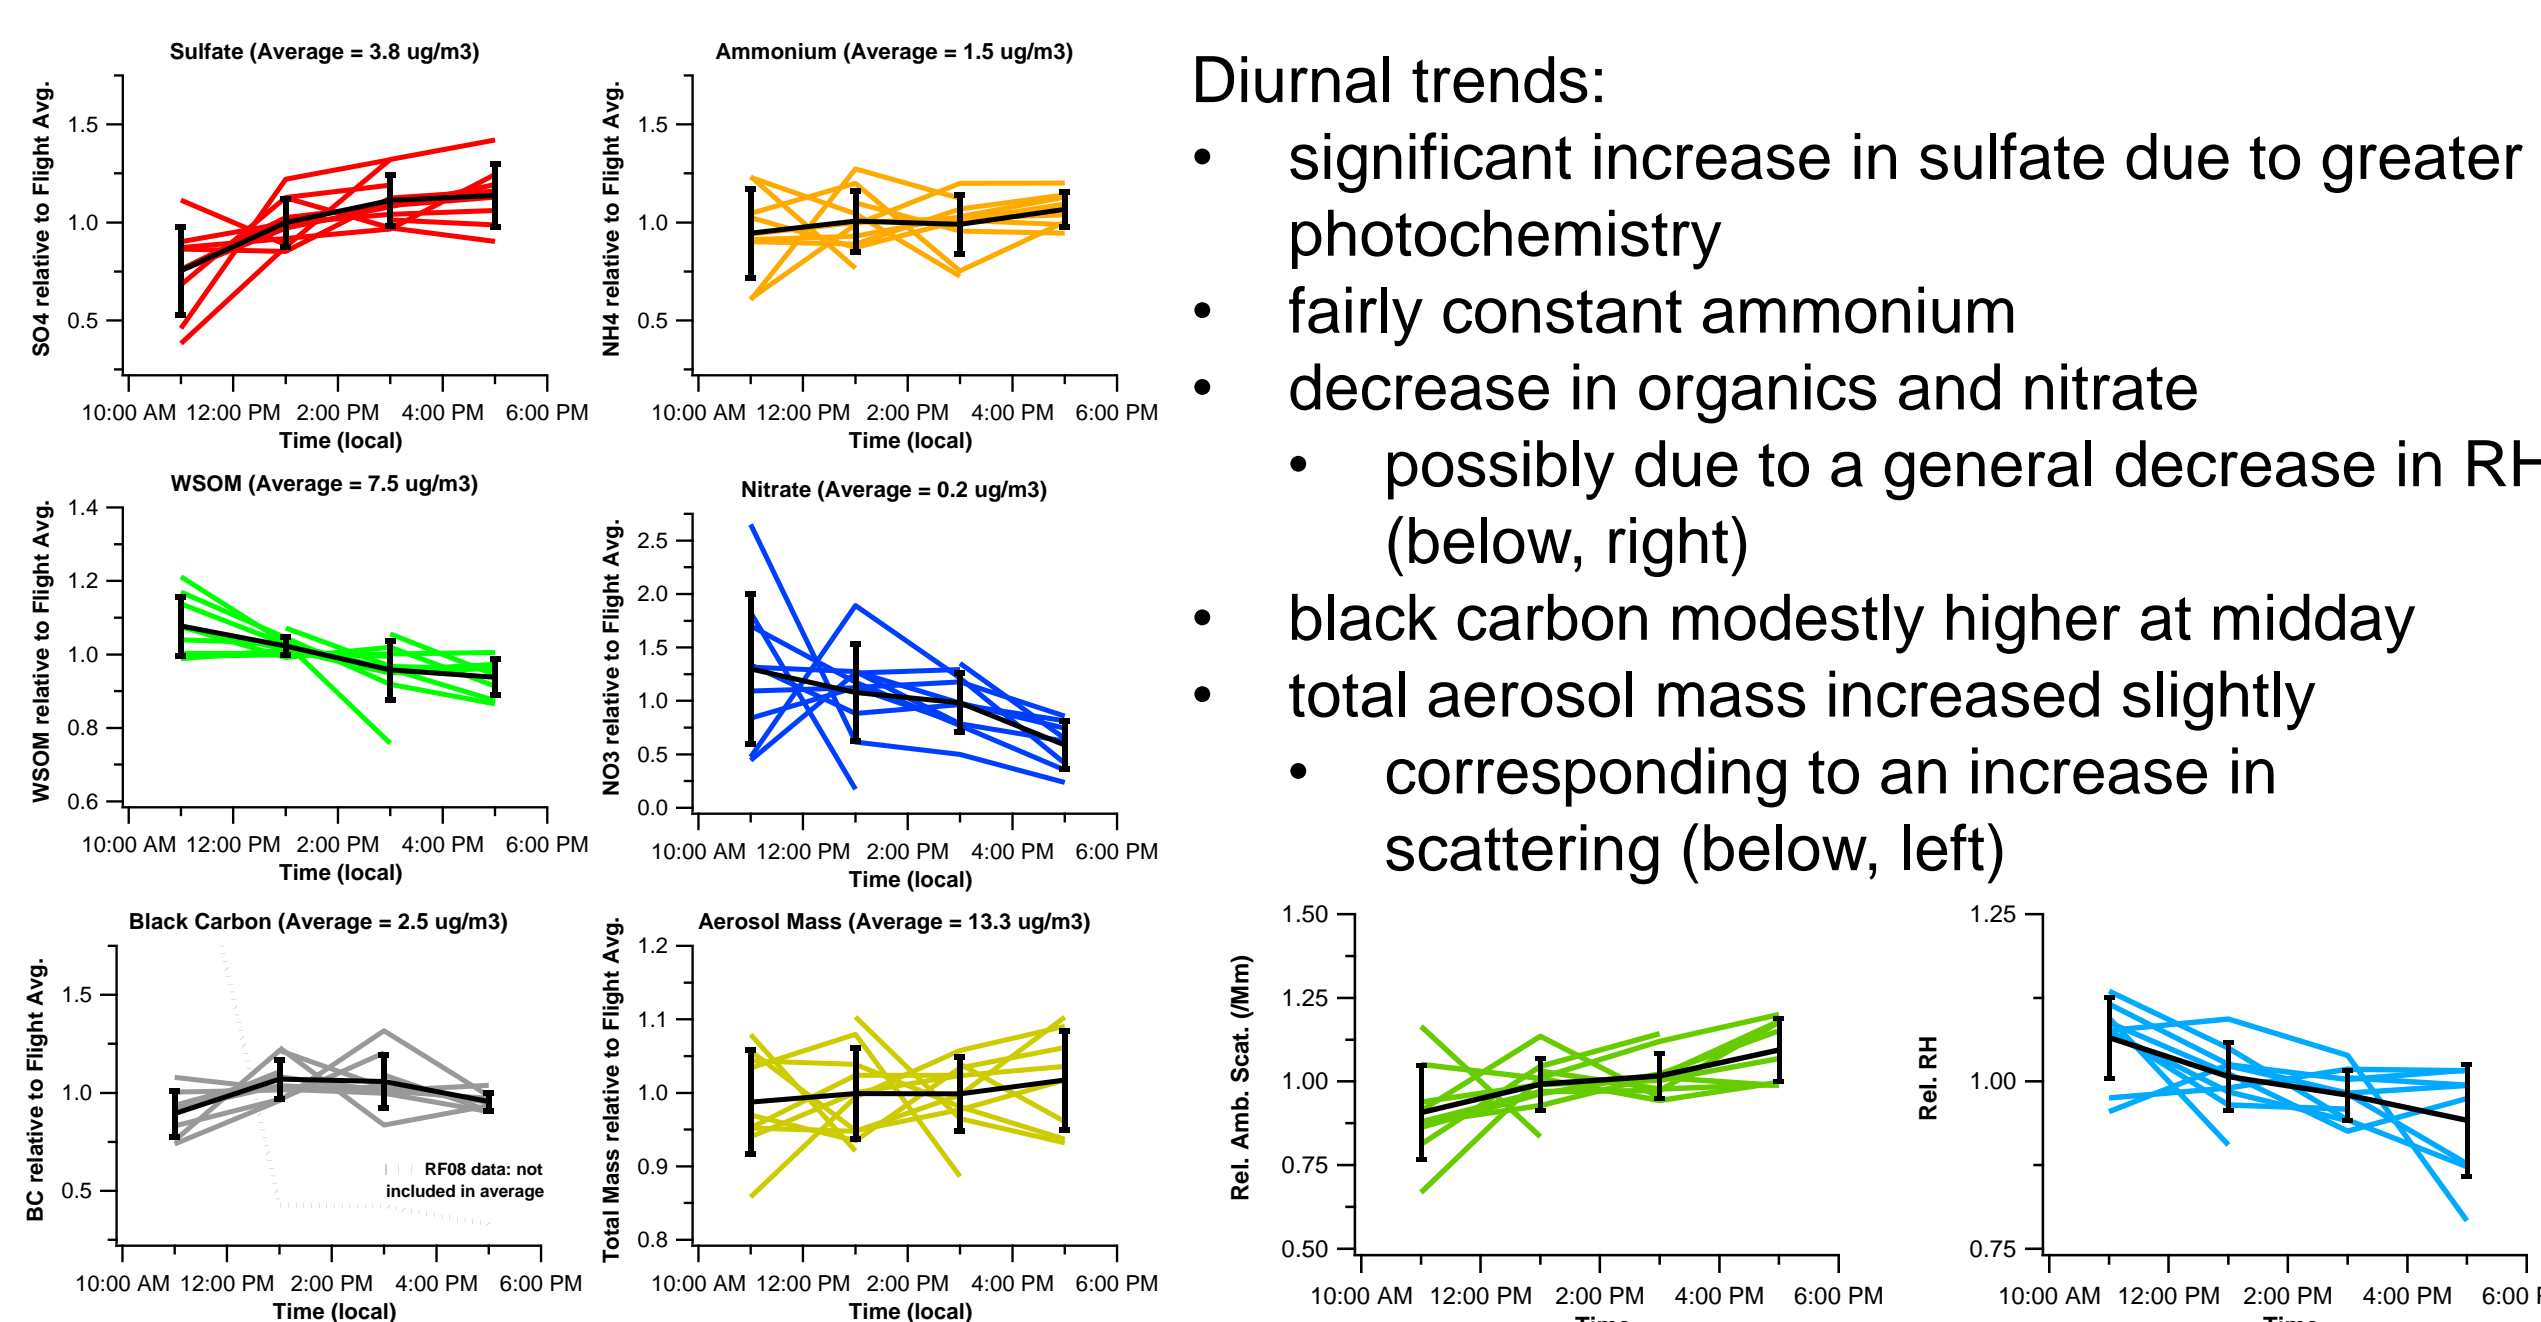 Sulfate (Average = 3.8 ug/m3)
SO4 relative to Flight Avg.
1.5
1.0
0.5
10:00 AM 12:00 PM 2:00 PM 4:00 PM 6:00 PM
Time (local)
Ammonium (Average = 1.5 ug/m3)
NH4 relative to Flight Avg.
1.5
1.0
0.5
10:00 AM 12:00 PM 2:00 PM 4:00 PM 6:00 PM
Time (local)
WSOM (Average = 7.5 ug/m3)
WSOM relative to Flight Avg.
1.4
1.2
1.0
0.8
0.6
10:00 AM 12:00 PM 2:00 PM 4:00 PM 6:00 PM
Time (local)
Nitrate (Average = 0.2 ug/m3)
NO3 relative to Flight Avg.
2.5
2.0
1.5
1.0
0.5
0.0
10:00 AM 12:00 PM 2:00 PM 4:00 PM 6:00 PM
Time (local)
Black Carbon (Average = 2.5 ug/m3)
BC relative to Flight Avg.
1.5
1.0
0.5
RF08 data: not
included in average
10:00 AM 12:00 PM 2:00 PM 4:00 PM 6:00 PM
Time (local)
Aerosol Mass (Average = 13.3 ug/m3)
Total Mass relative to Flight Avg.
1.2
1.1
1.0
0.9
0.8
10:00 AM 12:00 PM 2:00 PM 4:00 PM 6:00 PM
Time (local)
Diurnal trends:
• significant increase in sulfate due to greater
photochemistry
• fairly constant ammonium
• decrease in organics and nitrate
• possibly due to a general decrease in RH
(below, right)
• black carbon modestly higher at midday
• total aerosol mass increased slightly
• corresponding to an increase in
scattering (below, left)
Rel. Amb. Scat. (/Mm)
1.50
1.25
1.00
0.75
0.50
10:00 AM 12:00 PM 2:00 PM 4:00 PM 6:00 PM
Time
Rel. RH
1.25
1.00
0.75
10:00 AM 12:00 PM 2:00 PM 4:00 PM 6:00 P
Time